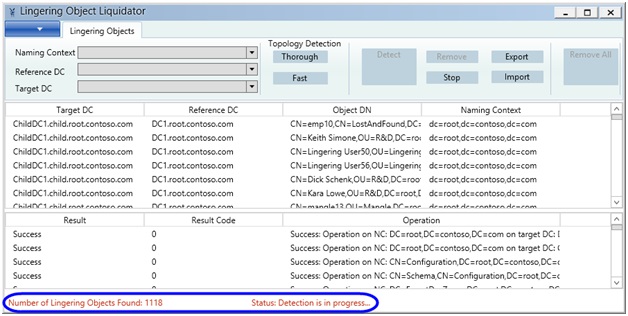 Lingering Object Liquidator
Lingering Objects
Naming Context
Reference DC
Target DC
Topology Detection
Thorough
Fast
Detect
Remove
Stop
Export
Import
Remove All
Target DC Reference DC Object DN Naming Context
ChildDC1.child.root.contoso.com DC1.root.contoso.com CN=emp10,CN=LostAndFound,DC= dc=root,dc=contoso,dc=com
ChildDC1.child.root.contoso.com DC1.root.contoso.com CN=Keith Simone,OU=R&D,DC=ro dc=root,dc=contoso,dc=com
ChildDC1.child.root.contoso.com DC1.root.contoso.com CN=Lingering User50,OU=Lingering dc=root,dc=contoso,dc=com
ChildDC1.child.root.contoso.com DC1.root.contoso.com CN=Lingering User56,OU=Lingering dc=root,dc=contoso,dc=com
ChildDC1.child.root.contoso.com DC1.root.contoso.com CN=Dick Schenk,OU=R&D,DC=roo dc=root,dc=contoso,dc=com
ChildDC1.child.root.contoso.com DC1.root.contoso.com CN=Kara Lowe,OU=R&D,DC=root,D dc=root,dc=contoso,dc=com
ChildDC1.child.root.contoso.com DC1.root.contoso.com CN=mangle13,OU=Mangle,DC=roo dc=root,dc=contoso,dc=com
Result Result Code Operation
Success 0 Success: Operation on NC: DC=root,DC=contoso,DC=com on target DC:
Success 0 Success: Operation on NC: DC=root,DC=contoso,DC=com on target DC:
Success 0 Success: Operation on NC: CN=Configuration,DC=root,DC=contoso,DC=
Success 0 Success: Operation on NC: CN=Schema,CN=Configuration,DC=root,DC=c
Number of Lingering Objects Found: 1118 Status: Detection is in progress...